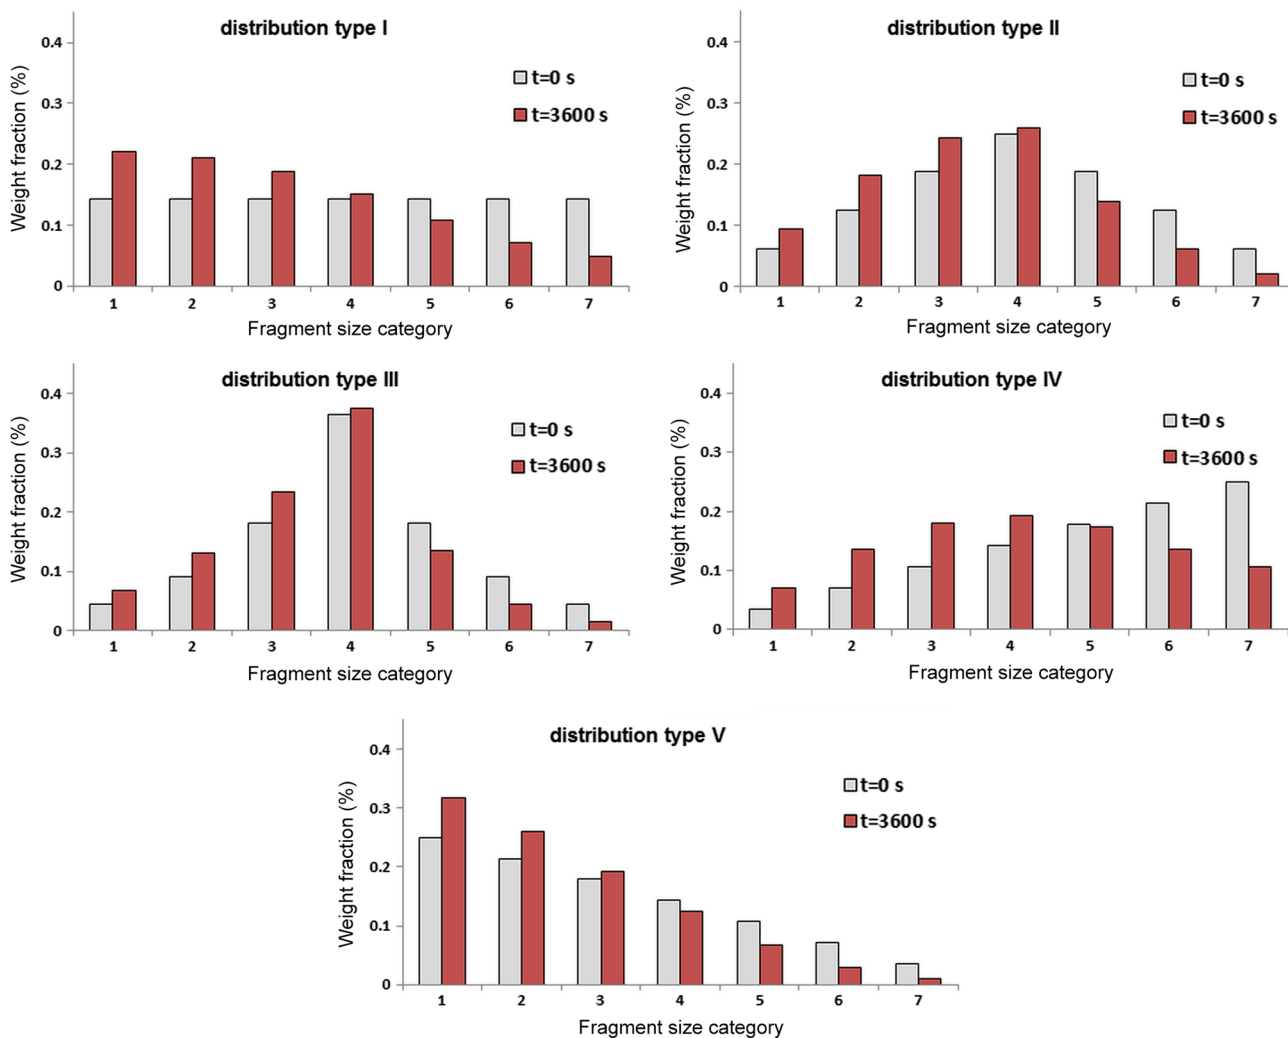 distribution type I
Weight fraction (%)
0.4
0.3
0.2
0.1
0
t=0 s
t=3600 s
1 2 3 4 5 6 7
Fragment size category
distribution type II
Weight fraction (%)
0.4
0.3
0.2
0.1
0
t=0 s
t=3600 s
1 2 3 4 5 6 7
Fragment size category
distribution type III
Weight fraction (%)
0.4
0.3
0.2
0.1
0
t=0 s
t=3600 s
1 2 3 4 5 6 7
Fragment size category
distribution type IV
Weight fraction (%)
0.4
0.3
0.2
0.1
0
t=0 s
t=3600 s
1 2 3 4 5 6 7
Fragment size category
distribution type V
Weight fraction (%)
0.4
0.3
0.2
0.1
0
t=0 s
t=3600 s
1 2 3 4 5 6 7
Fragment size category